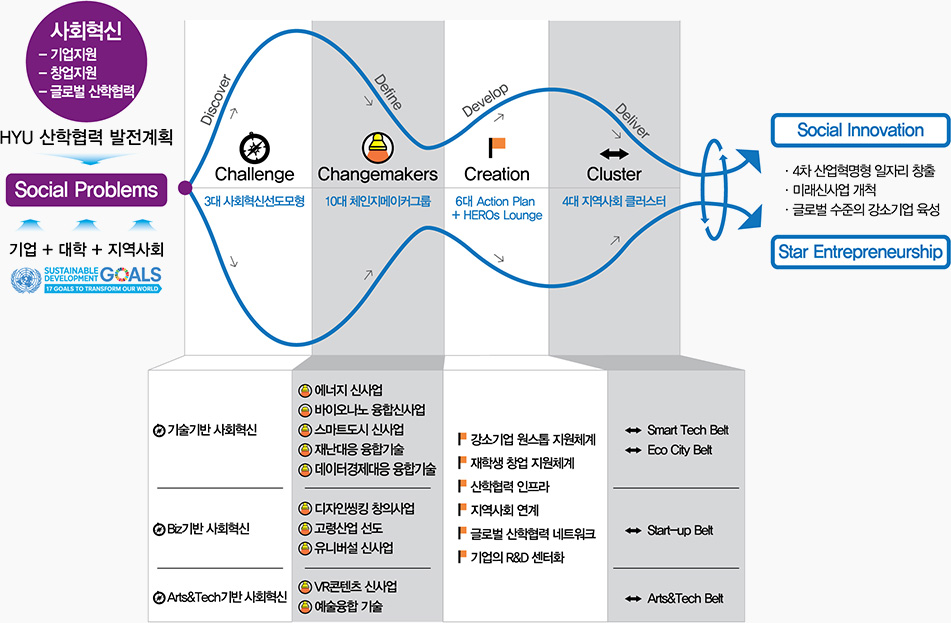 사회혁신
– 기업지원
– 창업지원
– 글로벌 산학협력
HYU 산학협력 발전계획
Social Problems
기업 + 대학 + 지역사회
SUSTAINABLE
DEVELOPMENT
GOALS
17 GOALS TO TRANSFORM OUR WORLD
Discover
Define
Develop
Deliver
Challenge
3대 사회혁신선도모형
Changemakers
10대 체인지메이커그룹
Creation
6대 Action Plan
+ HEROs Lounge
Cluster
4대 지역사회 클러스터
Social Innovation
· 4차 산업혁명형 일자리 창출
· 미래신사업 개척
· 글로벌 수준의 강소기업 육성
Star Entrepreneurship
기술기반 사회혁신
Biz기반 사회혁신
Arts&Tech기반 사회혁신
에너지 신사업
바이오나노 융합신사업
스마트도시 신사업
재난대응 융합기술
데이터경제대응 융합기술
디자인씽킹 창의사업
고령산업 선도
유니버설 신사업
VR콘텐츠 신사업
예술융합 기술
강소기업 원스톱 지원체계
재학생 창업 지원체계
산학협력 인프라
지역사회 연계
글로벌 산학협력 네트워크
기업의 R&D 센터화
Smart Tech Belt
Eco City Belt
Start-up Belt
Arts&Tech Belt